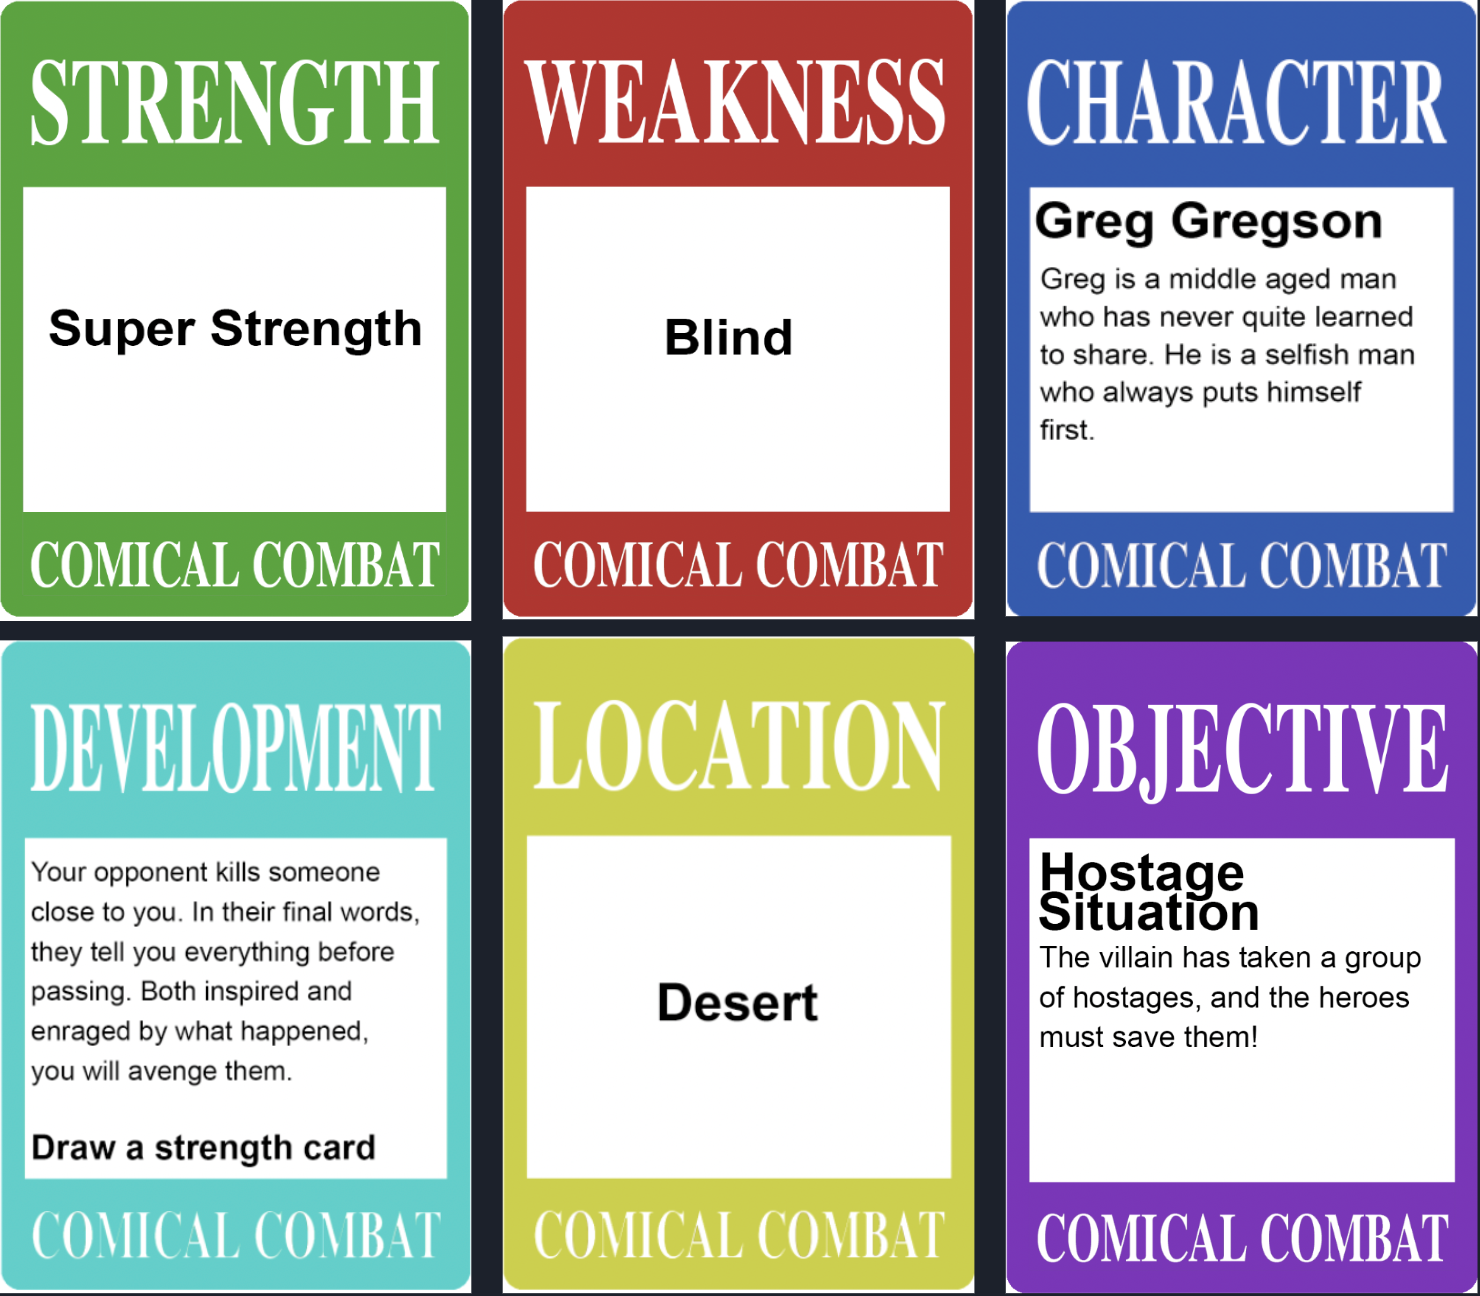 STRENGTH
Super Strength
COMICAL COMBAT
WEAKNESS
Blind
COMICAL COMBAT
CHARACTER
Greg Gregson
Greg is a middle aged man
who has never quite learned
to share. He is a selfish man
who always puts himself
first.
COMICAL COMBAT
DEVELOPMENT
Your opponent kills someone
close to you. In their final words,
they tell you everything before
passing. Both inspired and
enraged by what happened,
you will avenge them.
Draw a strength card
COMICAL COMBAT
LOCATION
Desert
COMICAL COMBAT
OBJECTIVE
Hostage
Situation
The villain has taken a group
of hostages, and the heroes
must save them!
COMICAL COMBAT